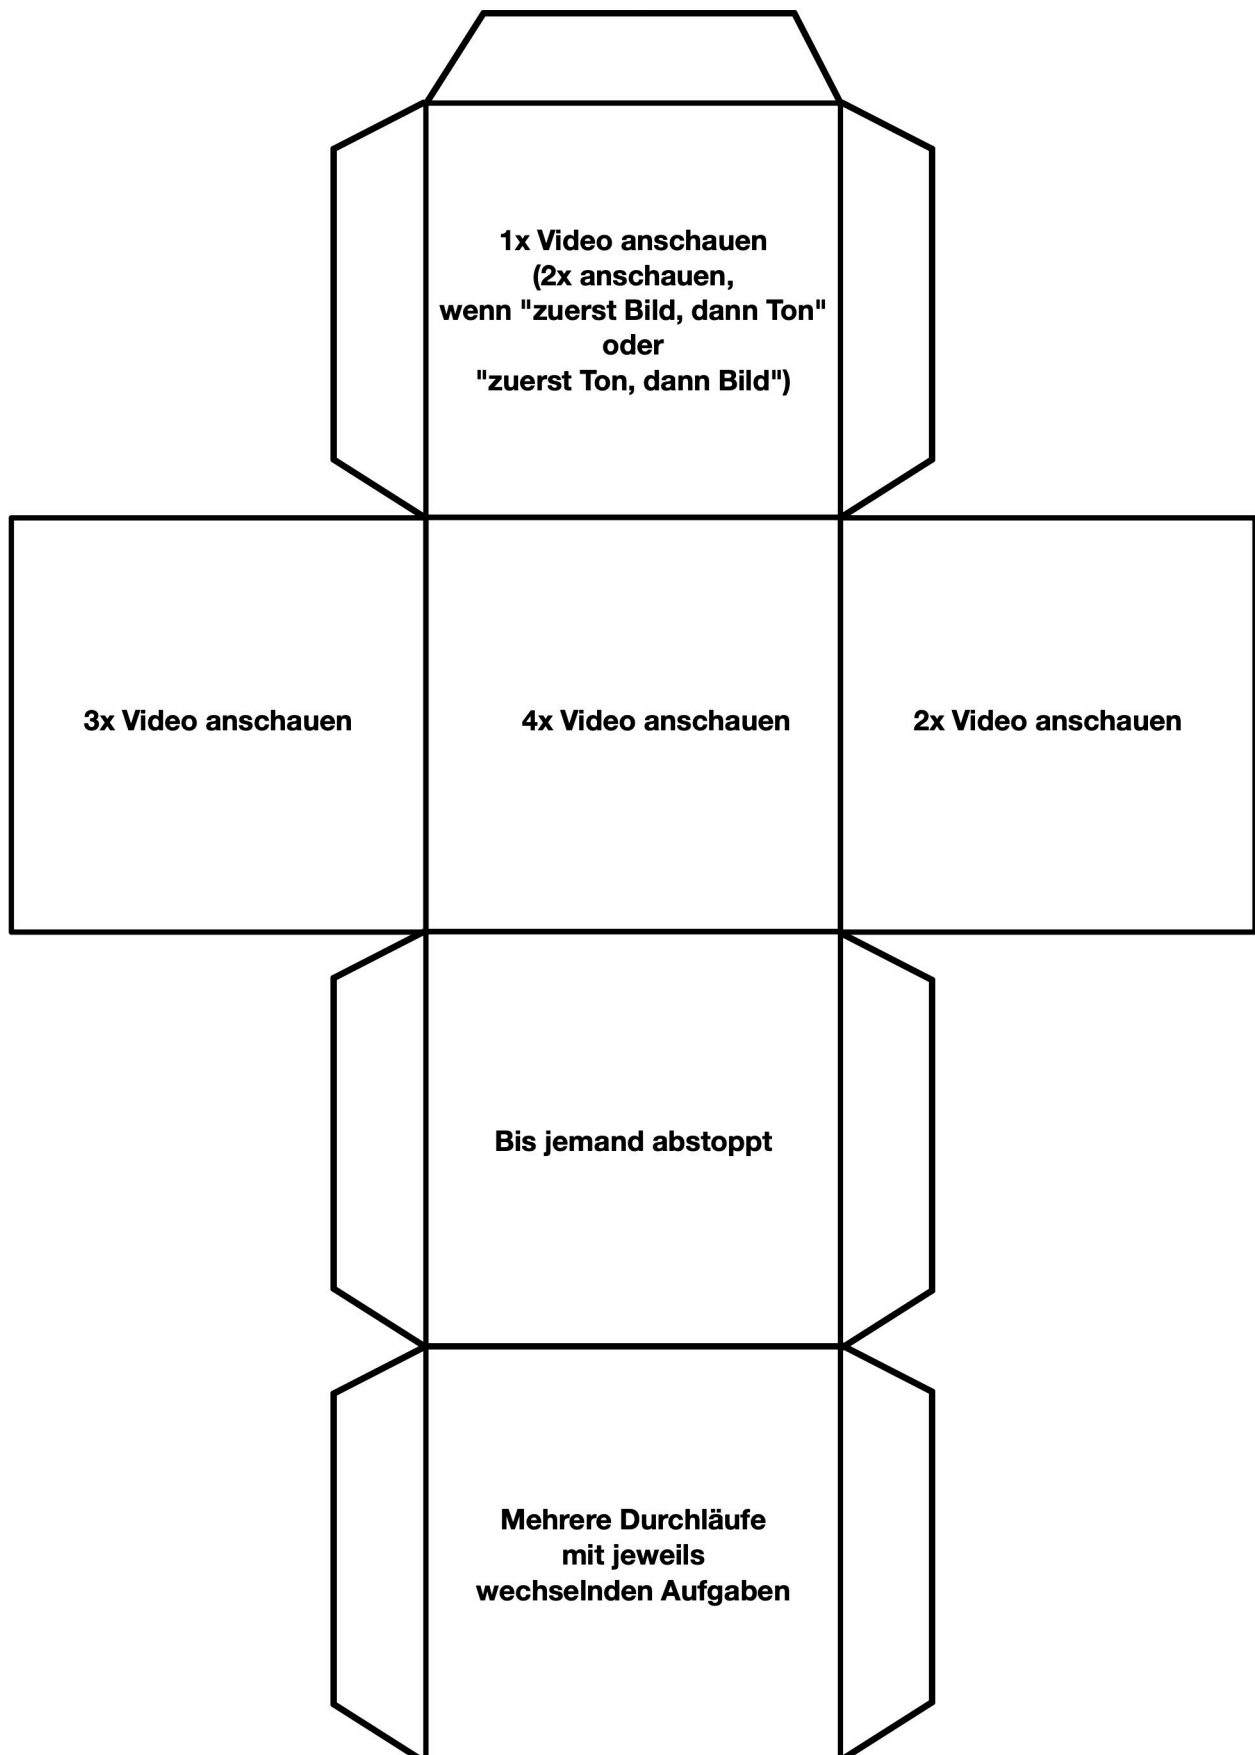 1x Video anschauen
(2x anschauen,
wenn "zuerst Bild, dann Ton"
oder
"zuerst Ton, dann Bild")
3x Video anschauen
4x Video anschauen
2x Video anschauen
Bis jemand abstoppt
Mehrere Durchläufe
mit jeweils
wechselnden Aufgaben